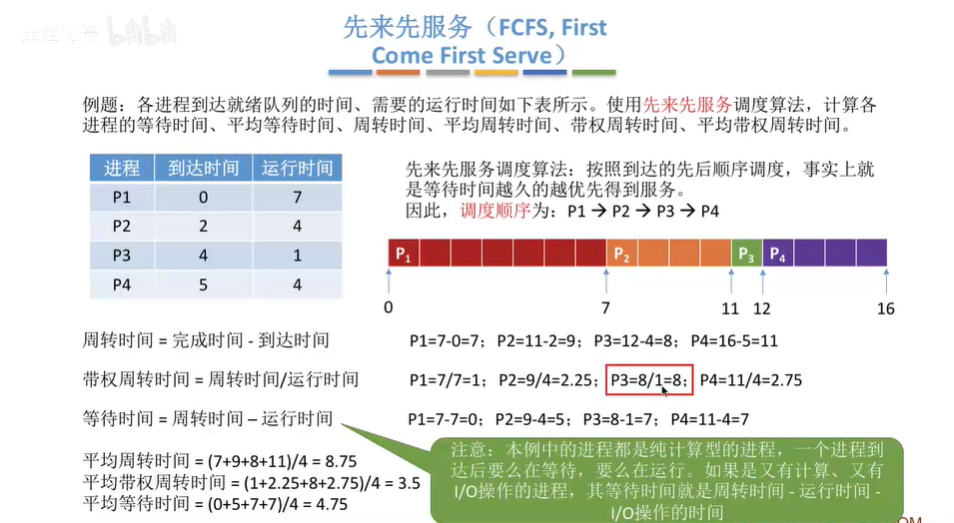 先来先服务（FCFS, First
Come First Serve）
例题：各进程到达就绪队列的时间、需要的运行时间如下表所示。使用先来先服务调度算法，计算各
进程的等待时间、平均等待时间、周转时间、平均周转时间、带权周转时间、平均带权周转时间。
进程 到达时间 运行时间
P1 0 7
P2 2 4
P3 4 1
P4 5 4
先来先服务调度算法：按照到达的先后顺序调度，事实上就
是等待时间越久的越优先得到服务。
因此，调度顺序为：P1 → P2 → P3 → P4
P1 P2 P3 P4
0 7 11 12 16
周转时间 = 完成时间 - 到达时间
P1=7-0=7；P2=11-2=9；P3=12-4=8；P4=16-5=11
带权周转时间 = 周转时间/运行时间
P1=7/7=1；P2=9/4=2.25；P3=8/1=8；P4=11/4=2.75
等待时间 = 周转时间 – 运行时间
P1=7-7=0；P2=9-4=5；P3=8-1=7；P4=11-4=7
平均周转时间 = (7+9+8+11)/4 = 8.75
平均带权周转时间 = (1+2.25+8+2.75)/4 = 3.5
平均等待时间 = (0+5+7+7)/4 = 4.75
注意：本例中的进程都是纯计算型的进程，一个进程到
达后要么在等待，要么在运行。如果是又有计算、又有
I/O操作的进程，其等待时间就是周转时间 - 运行时间 -
I/O操作的时间